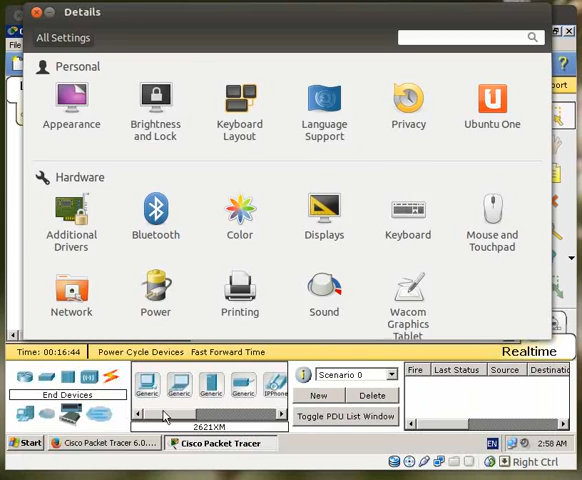 Details
All Settings
File
?
port
Personal
Appearance
Brightness and Lock
Keyboard Layout
Language Support
Privacy
Ubuntu One
Hardware
Additional Drivers
Bluetooth
Color
Displays
Keyboard
Mouse and Touchpad
Network
Power
Printing
Sound
Wacom Graphics Tablet
Time: 00:16:44 Power Cycle Devices Fast Forward Time
Realtime
End Devices
Generic Generic Generic Generic IPPhone
2621XM
Scenario 0
New Delete
Toggle PDU List Window
Fire Last Status Source Destinatio
Start
Cisco Packet Tracer 6.0....
Cisco Packet Tracer
EN
2:58 AM
Right Ctrl